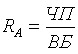 R_A = ЧП / ВБ